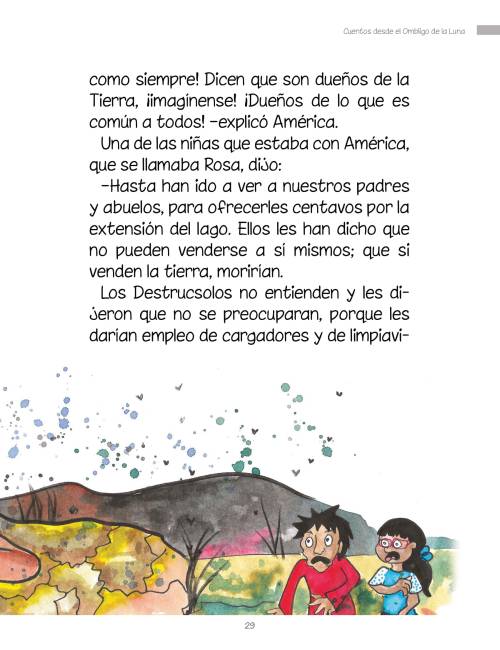 Cuentos desde el Ombligo de la Luna
como siempre! Dicen que son dueños de la
Tierra, ¡imagínense! ¡Dueños de lo que es
común a todos! –explicó América.
Una de las niñas que estaba con América,
que se llamaba Rosa, dijo:
–Hasta han ido a ver a nuestros padres
y abuelos, para ofrecerles centavos por la
extensión del lago. Ellos les han dicho que
no pueden venderse a sí mismos; que si
venden la tierra, morirían.
Los Destrucsolos no entienden y les di-
jeron que no se preocuparan, porque les
darían empleo de cargadores y de limpiavi-
29